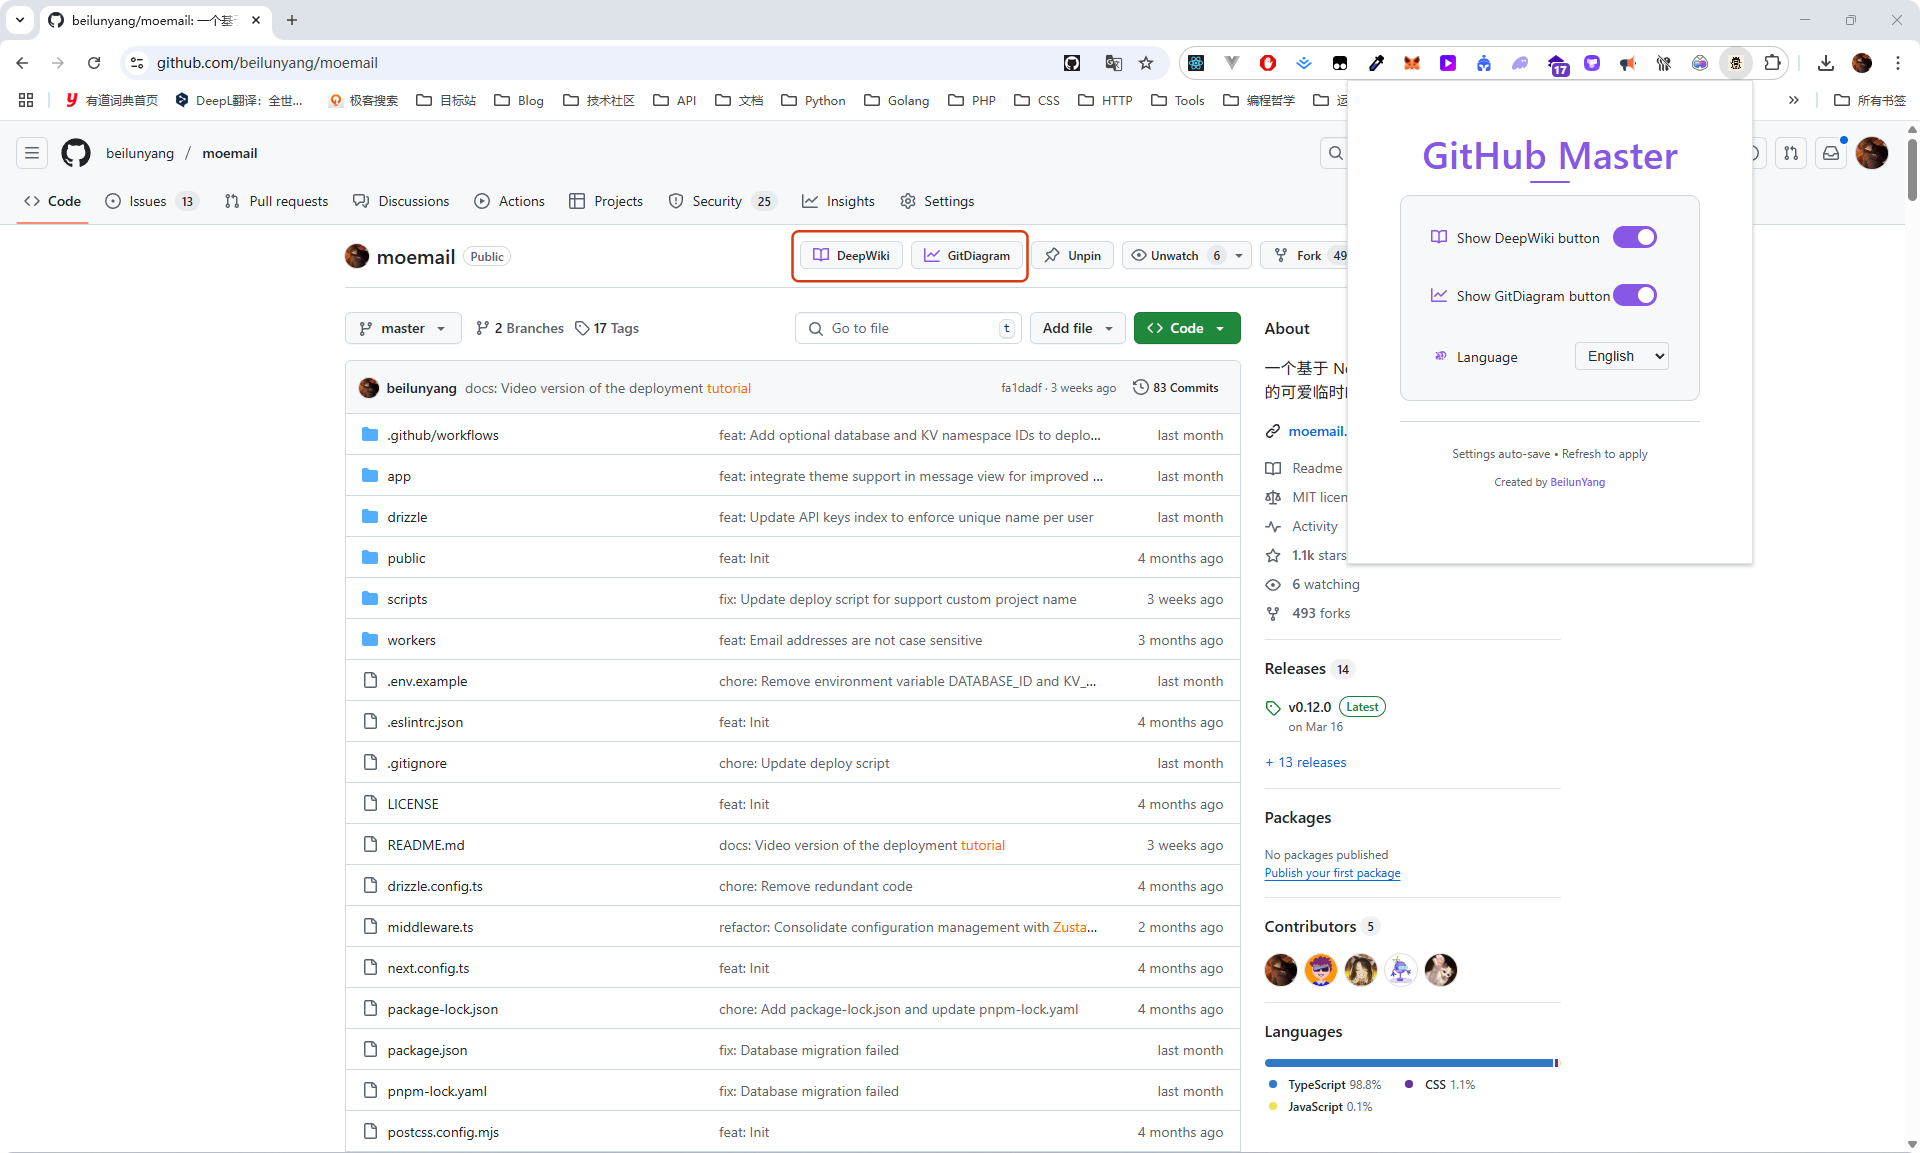 beilunyang/moemail: 一个基于
github.com/beilunyang/moemail
17
有道词典首页
DeepL翻译：全世...
极客搜索
目标站
Blog
技术社区
API
文档
Python
Golang
PHP
CSS
HTTP
Tools
编程哲学
所有书签
beilunyang / moemail
Code
Issues 13
Pull requests
Discussions
Actions
Projects
Security 25
Insights
Settings
moemail Public
DeepWiki
GitDiagram
Unpin
Unwatch 6
Fork 49
master
2 Branches
17 Tags
Go to file t
Add file
Code
beilunyang docs: Video version of the deployment tutorial fa1dadf · 3 weeks ago 83 Commits
.github/workflows feat: Add optional database and KV namespace IDs to deplo... last month
app feat: integrate theme support in message view for improved ... last month
drizzle feat: Update API keys index to enforce unique name per user last month
public feat: Init 4 months ago
scripts fix: Update deploy script for support custom project name 3 weeks ago
workers feat: Email addresses are not case sensitive 3 months ago
.env.example chore: Remove environment variable DATABASE_ID and KV_... last month
.eslintrc.json feat: Init 4 months ago
.gitignore chore: Update deploy script last month
LICENSE feat: Init 4 months ago
README.md docs: Video version of the deployment tutorial 3 weeks ago
drizzle.config.ts chore: Remove redundant code 4 months ago
middleware.ts refactor: Consolidate configuration management with Zusta... 2 months ago
next.config.ts feat: Init 4 months ago
package-lock.json chore: Add package-lock.json and update pnpm-lock.yaml 4 months ago
package.json fix: Database migration failed last month
pnpm-lock.yaml fix: Database migration failed last month
postcss.config.mjs feat: Init 4 months ago
About
一个基于
的可爱临时
moemail.
Readme
MIT licen
Activity
1.1k stars
6 watching
493 forks
Releases 14
v0.12.0 Latest
on Mar 16
+ 13 releases
Packages
No packages published
Publish your first package
Contributors 5
Languages
TypeScript 98.8%
CSS 1.1%
JavaScript 0.1%
GitHub Master
Show DeepWiki button
Show GitDiagram button
Language English
Settings auto-save • Refresh to apply
Created by BeilunYang